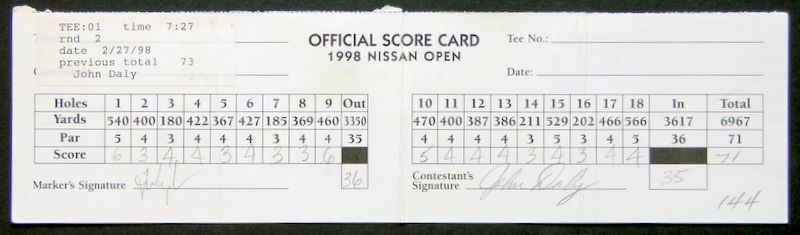 TEE:01 time 7:27
rnd 2
date 2/27/98
previous total 73
John Daly
OFFICIAL SCORE CARD
1998 NISSAN OPEN
Tee No.:
Date:
Holes 1 2 3 4 5 6 7 8 9 Out
Yards 540 400 180 422 367 427 185 369 460 3350
Par 5 4 3 4 4 4 3 4 4 35
Score 6 3 4 4 3 4 3 3 6
Marker's Signature 36
10 11 12 13 14 15 16 17 18 In Total
470 400 387 386 211 529 202 466 566 3617 6967
4 4 4 4 3 5 3 4 5 36 71
5 4 4 4 3 5 3 4 4 71
Contestant's
Signature John Daly 35
144